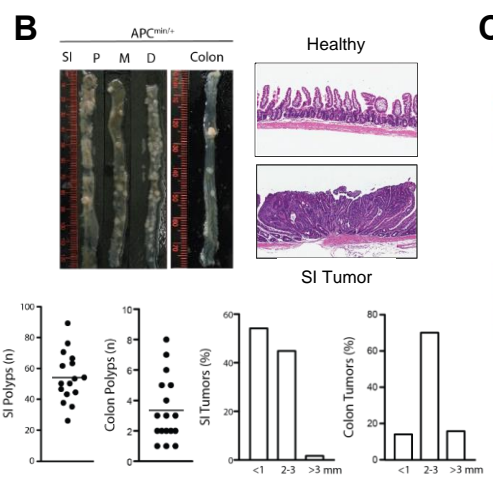 B
C
APCmin/+
SI P M D Colon
Healthy
SI Tumor
SI Polyps (n)
100
80
60
40
20
0
Colon Polyps (n)
10
8
6
4
2
0
SI Tumors (%)
60
40
20
0
<1 2-3 >3 mm
Colon Tumors (%)
80
60
40
20
0
<1 2-3 >3 mm